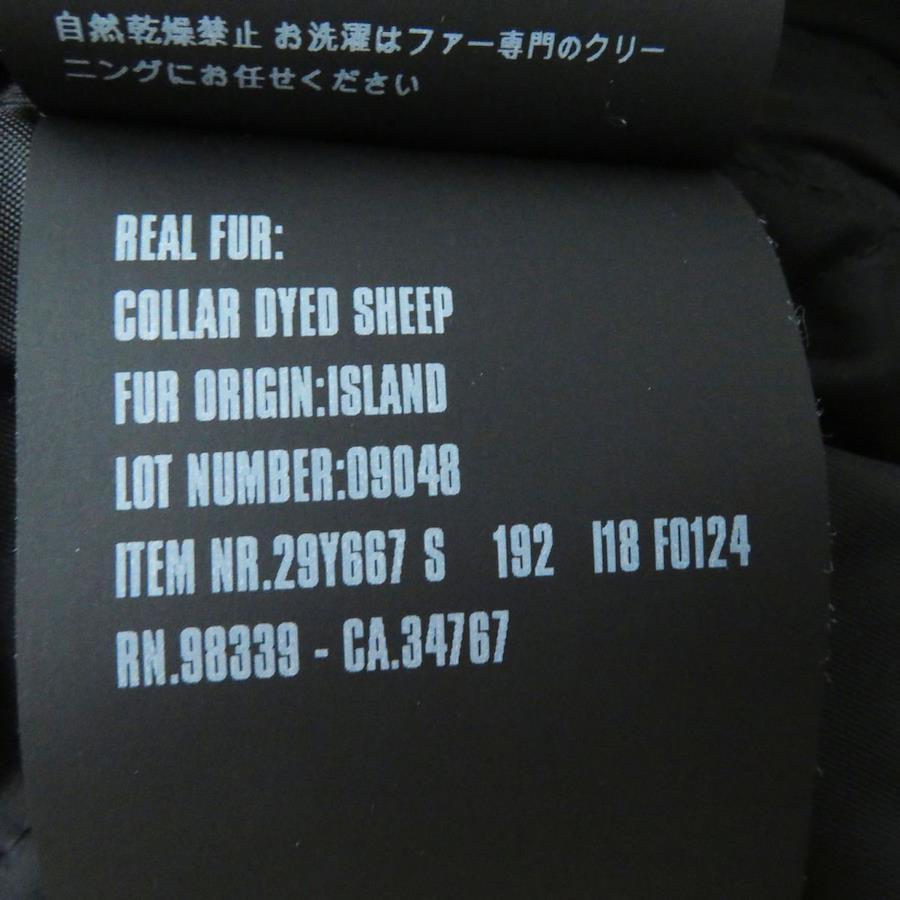 自然乾燥禁止 お洗濯はファー専門のクリー
ニングにお任せください
REAL FUR:
COLLAR DYED SHEEP
FUR ORIGIN:ISLAND
LOT NUMBER:09048
ITEM NR.29Y667 S 192 I18 F0124
RN.98339 - CA.34767